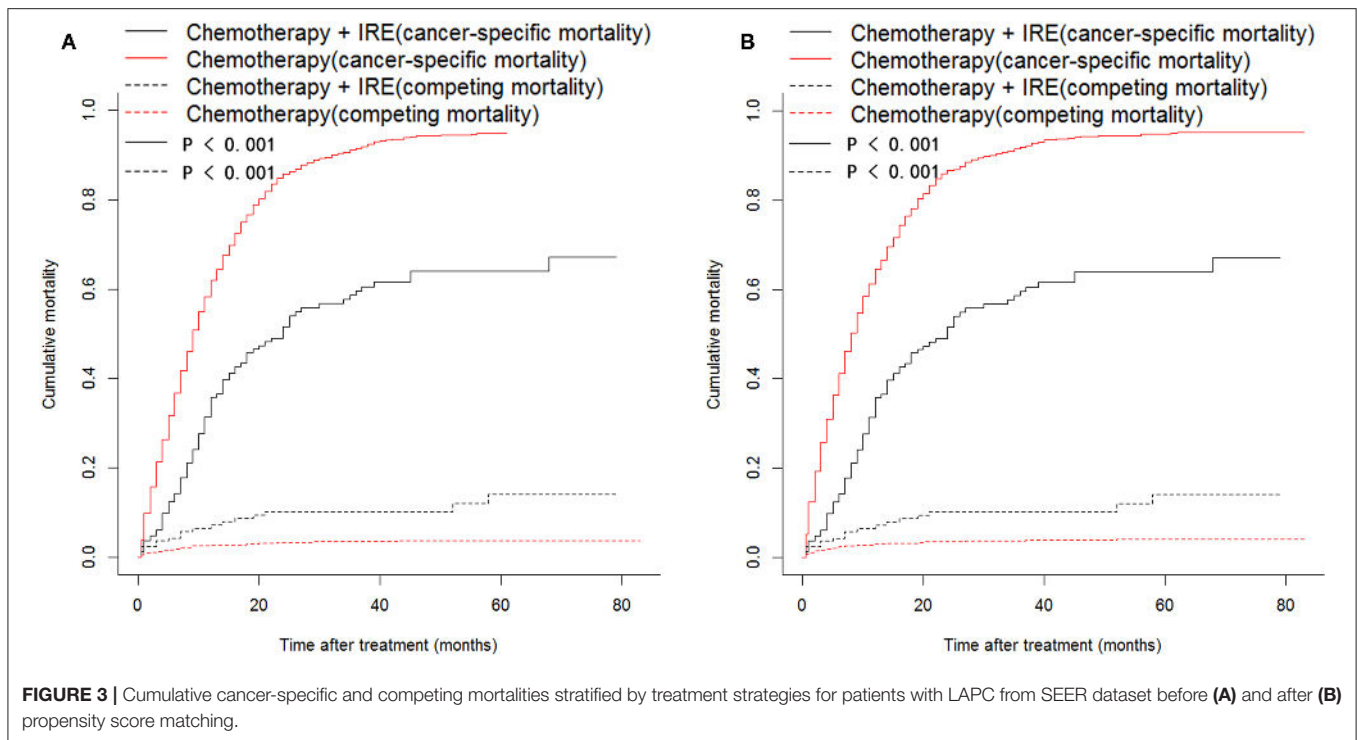 A
Chemotherapy + IRE(cancer-specific mortality)
Chemotherapy(cancer-specific mortality)
Chemotherapy + IRE(competing mortality)
Chemotherapy(competing mortality)
P < 0.001
P < 0.001
Cumulative mortality
1.0
0.8
0.6
0.4
0.2
0.0
0 20 40 60 80
Time after treatment (months)
B
Chemotherapy + IRE(cancer-specific mortality)
Chemotherapy(cancer-specific mortality)
Chemotherapy + IRE(competing mortality)
Chemotherapy(competing mortality)
P < 0.001
P < 0.001
Cumulative mortality
1.0
0.8
0.6
0.4
0.2
0.0
0 20 40 60 80
Time after treatment (months)
FIGURE 3 | Cumulative cancer-specific and competing mortalities stratified by treatment strategies for patients with LAPC from SEER dataset before (A) and after (B)
propensity score matching.